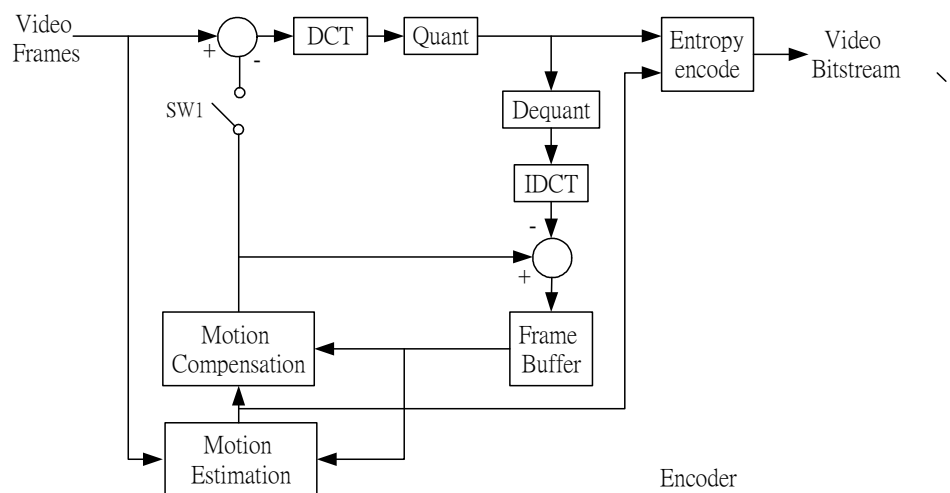 Video
Frames
+
-
DCT
Quant
Entropy
encode
Video
Bitstream
SW1
Dequant
IDCT
-
+
Motion
Compensation
Frame
Buffer
Motion
Estimation
Encoder